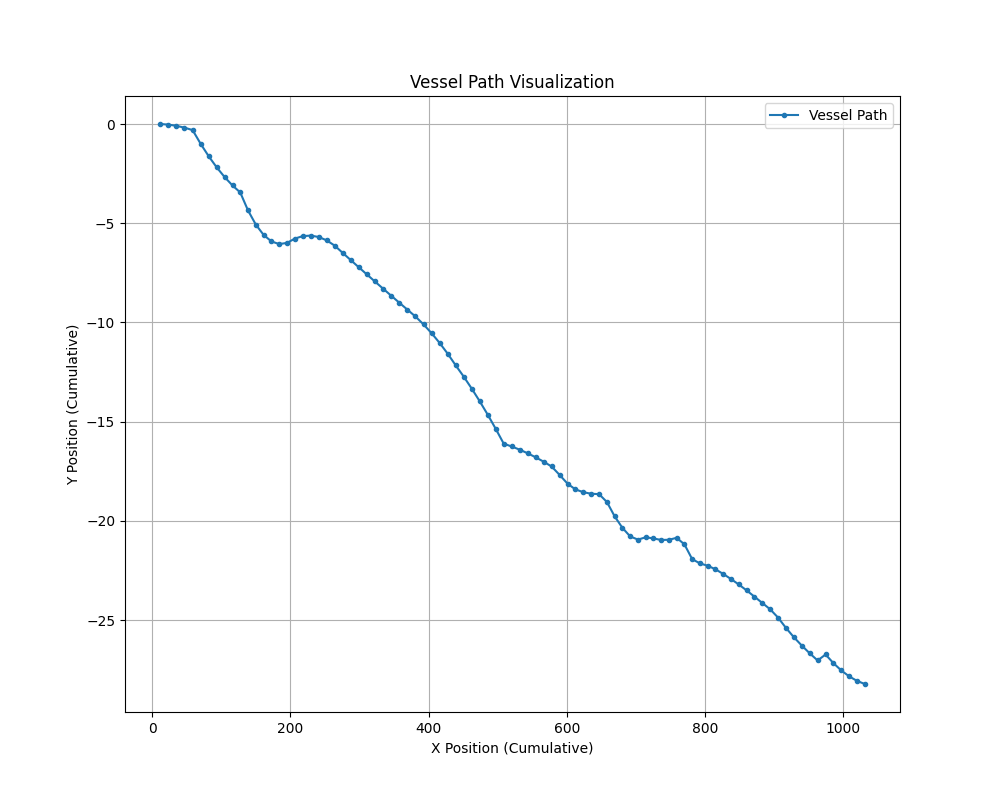 Vessel Path Visualization
Vessel Path
0
−5
−10
−15
−20
−25
Y Position (Cumulative)
0 200 400 600 800 1000
X Position (Cumulative)